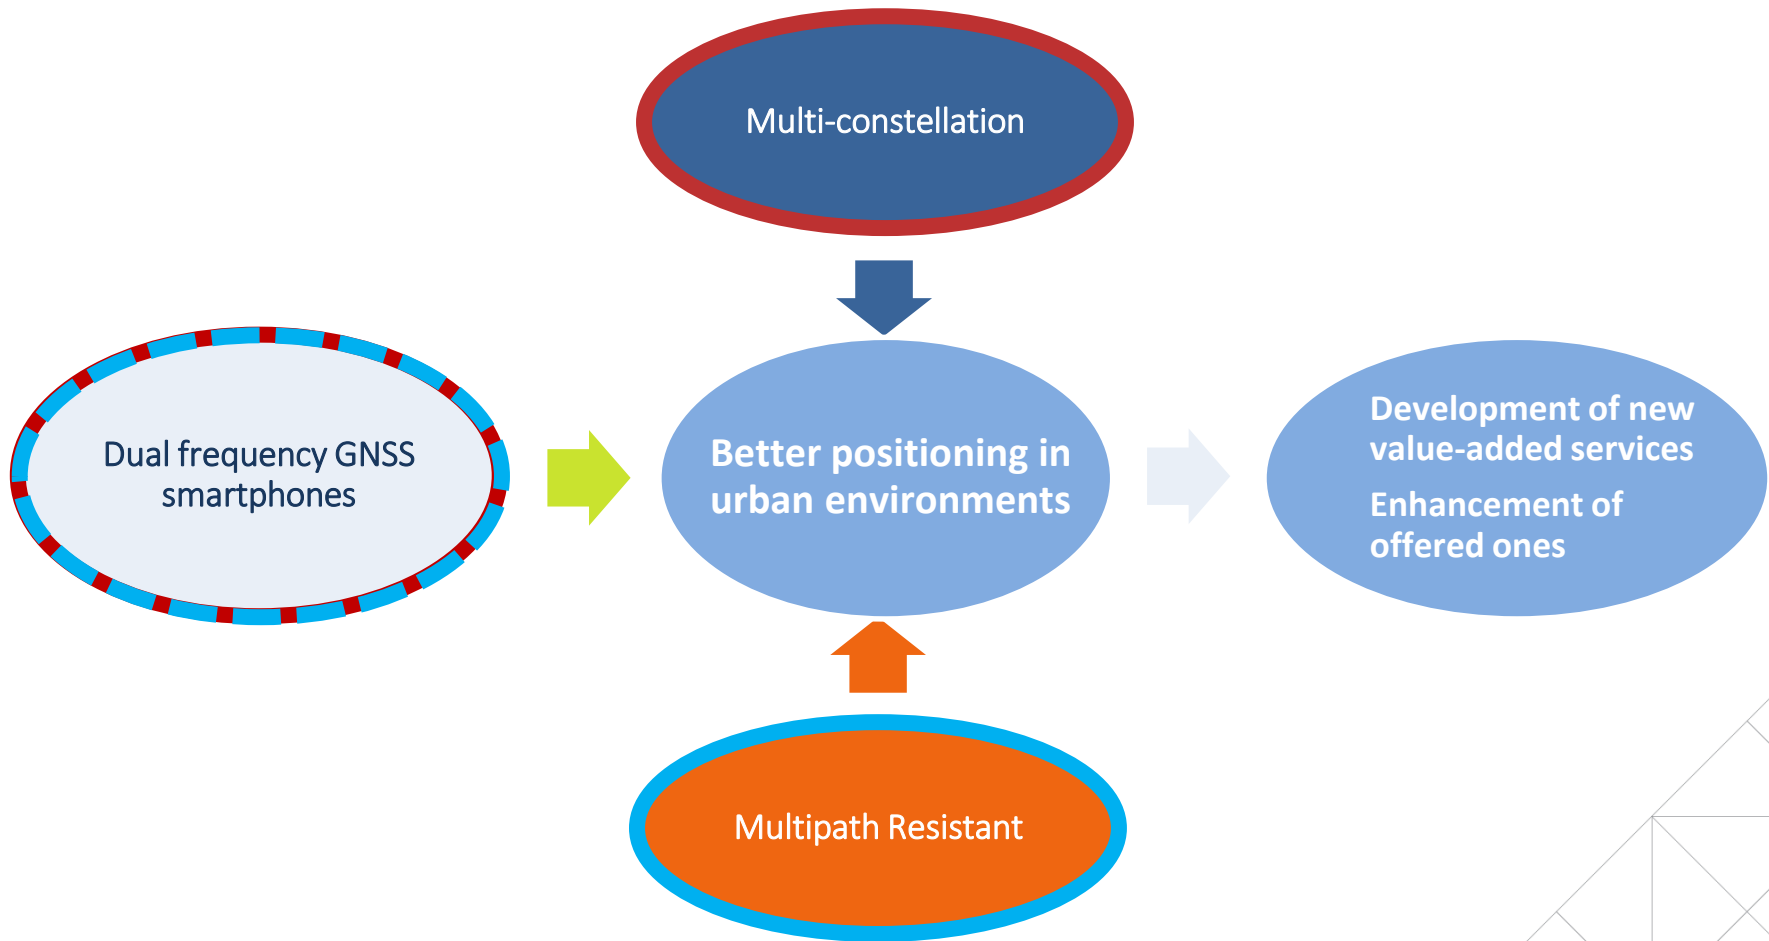 Multi-constellation
Dual frequency GNSS
smartphones
Better positioning in
urban environments
Development of new
value-added services
Enhancement of
offered ones
Multipath Resistant